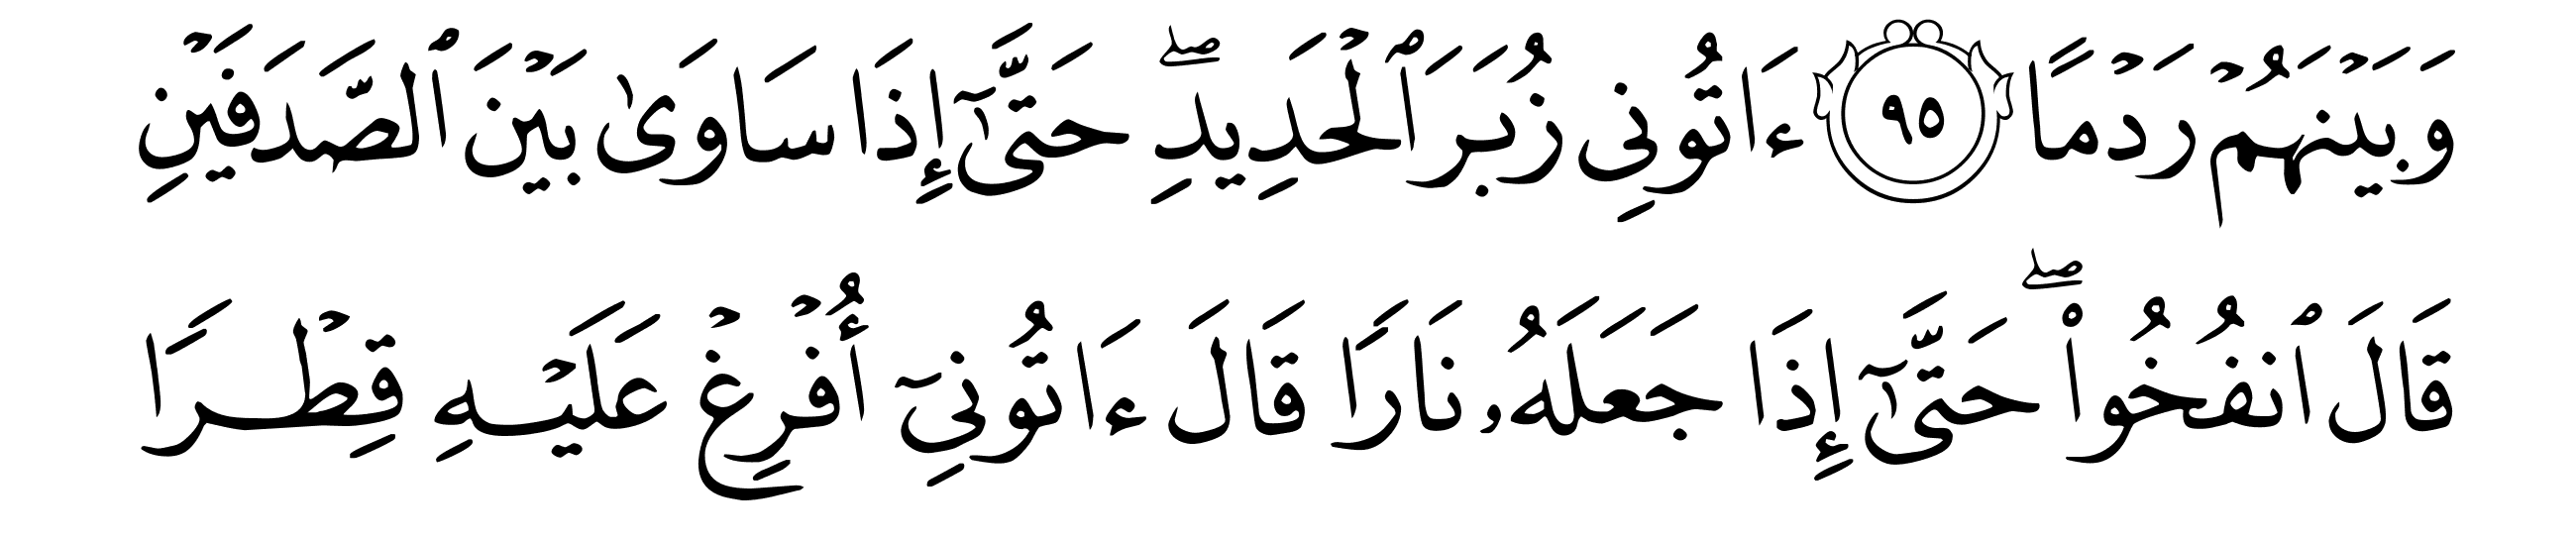 وَبَيۡنَهُمۡ رَدۡمًا ٩٥ ءَاتُونِي زُبَرَ ٱلۡحَدِيدِۖ حَتَّىٰٓ إِذَا سَاوَىٰ بَيۡنَ ٱلصَّدَفَيۡنِ
قَالَ ٱنفُخُواْۖ حَتَّىٰٓ إِذَا جَعَلَهُۥ نَارٗا قَالَ ءَاتُونِيٓ أُفۡرِغۡ عَلَيۡهِ قِطۡرٗا